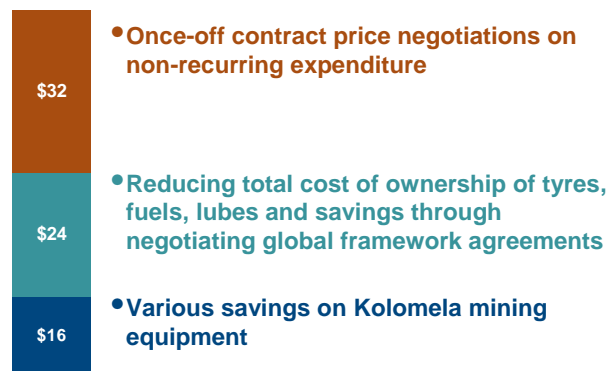 $32
•Once-off contract price negotiations on
non-recurring expenditure
$24
•Reducing total cost of ownership of tyres,
fuels, lubes and savings through
negotiating global framework agreements
$16
•Various savings on Kolomela mining
equipment